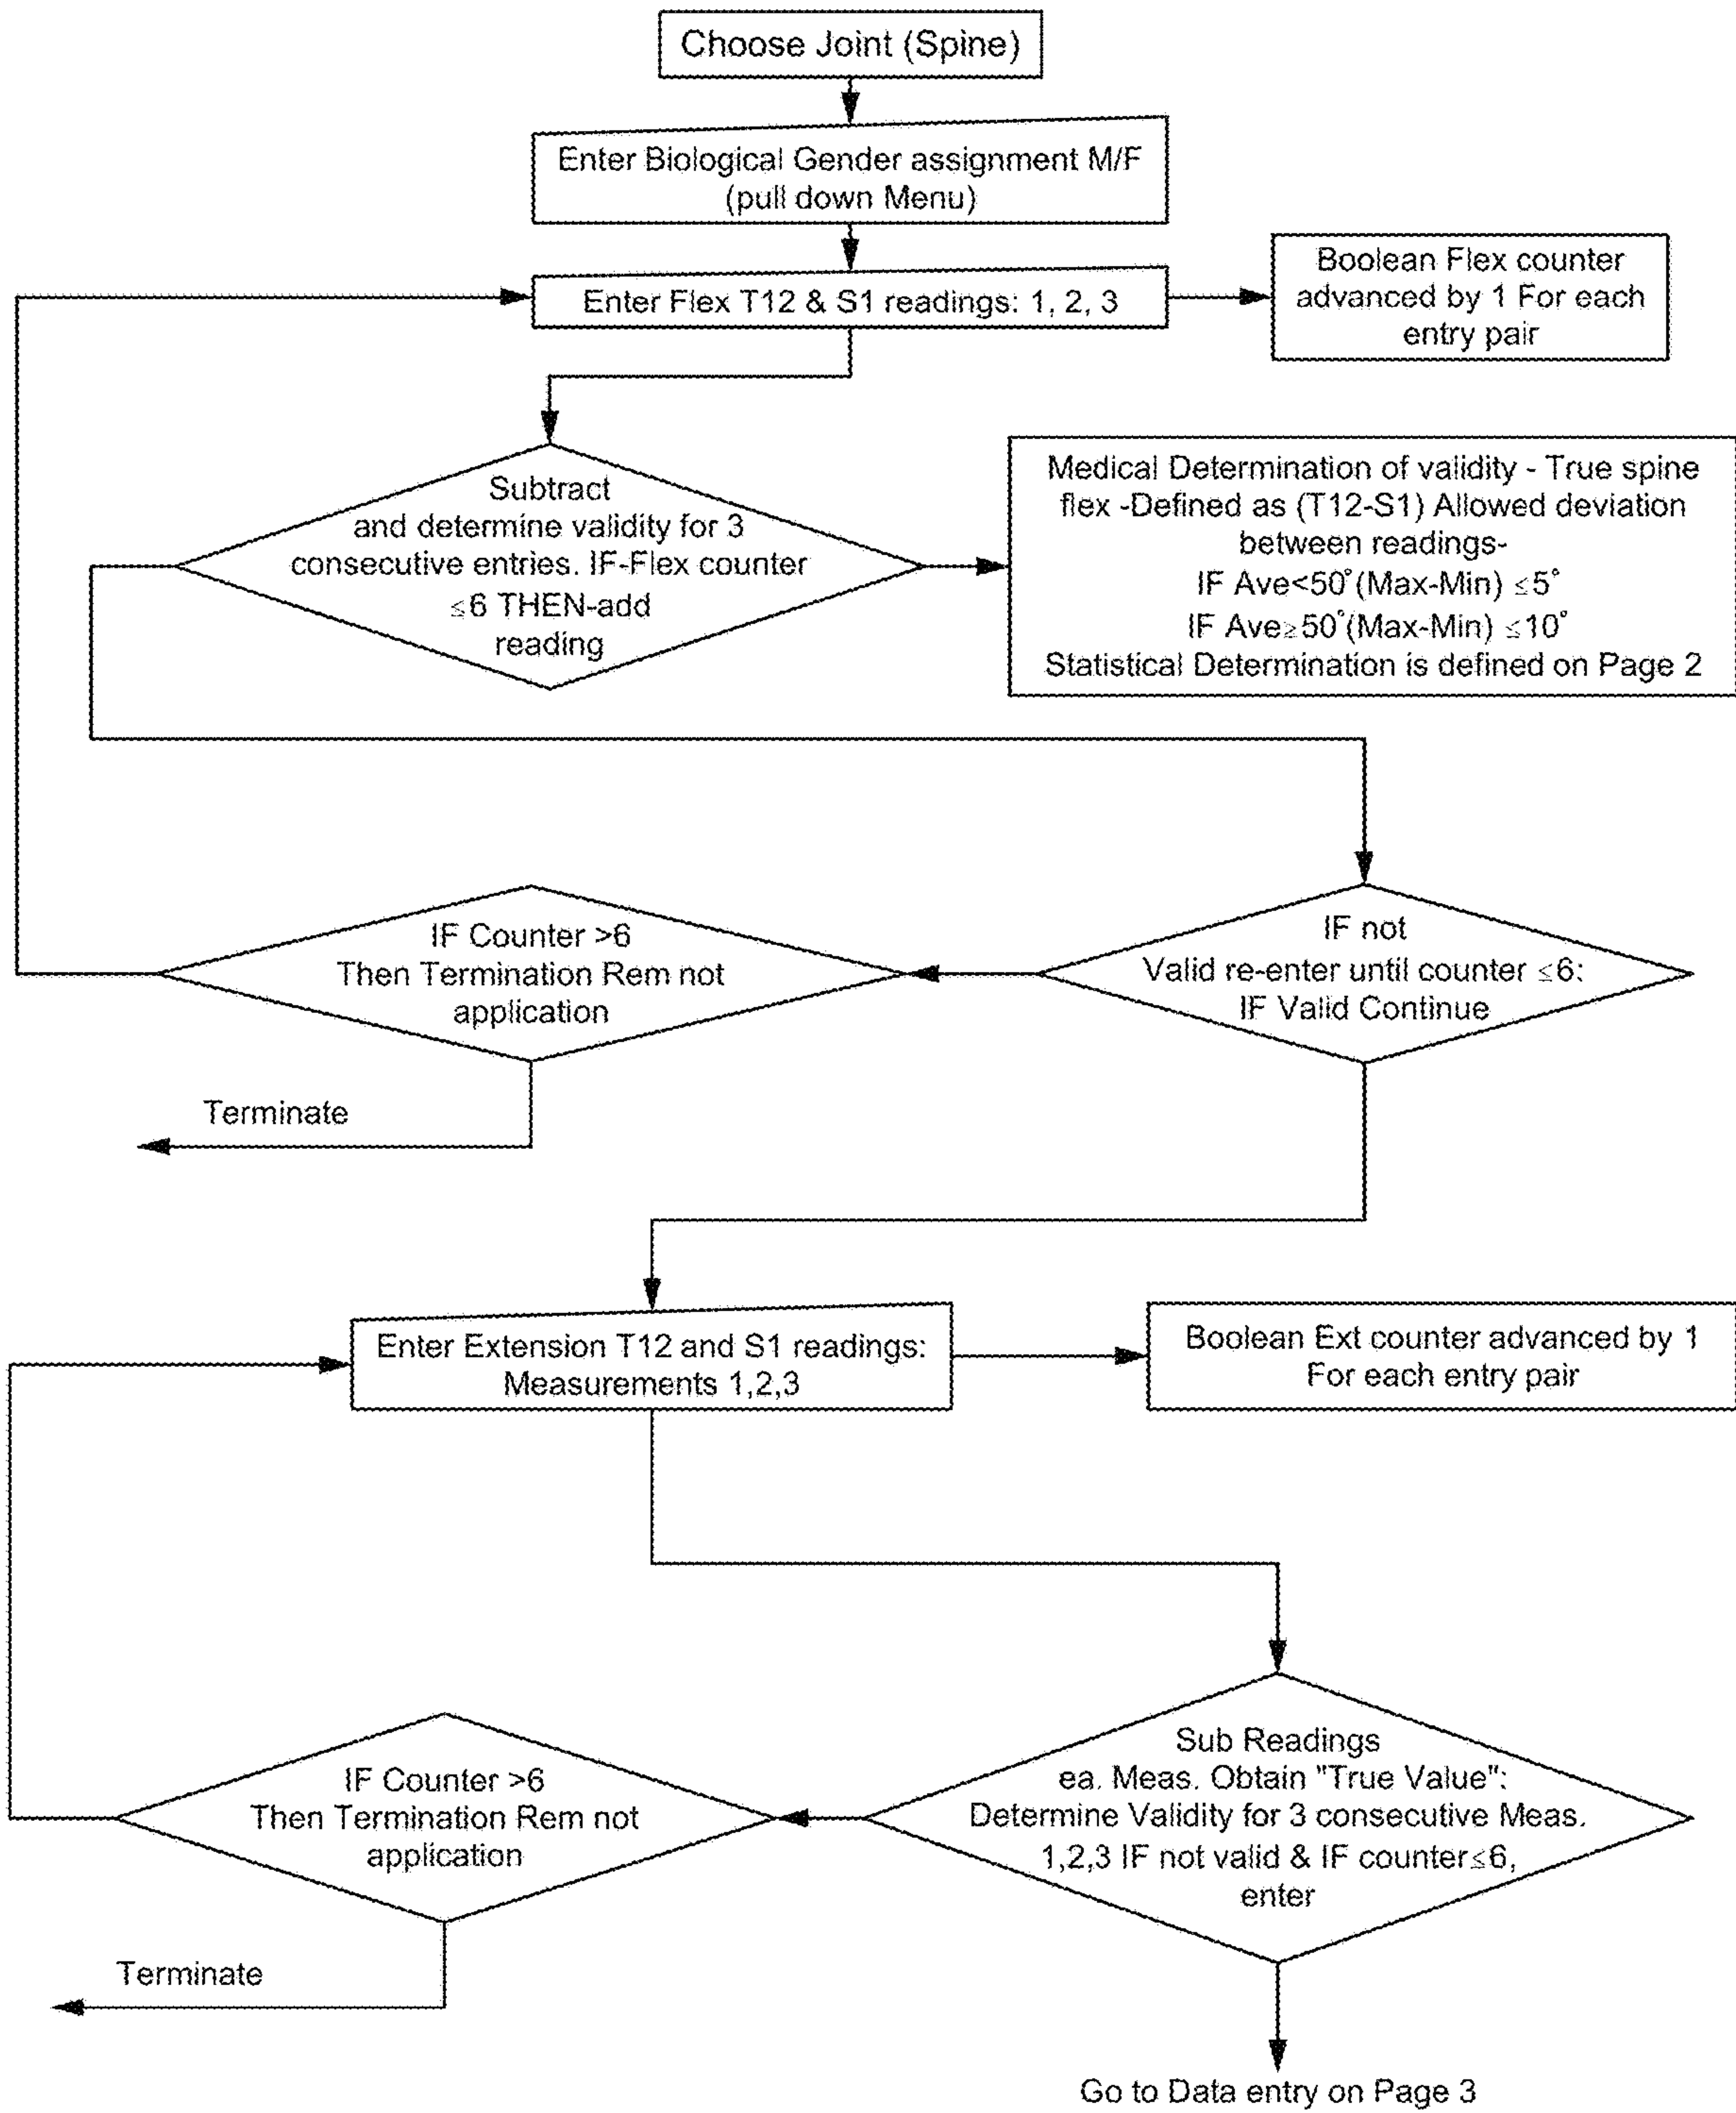 Choose Joint (Spine)
Enter Biological Gender assignment M/F
(pull down Menu)
Enter Flex T12 & S1 readings: 1, 2, 3
Boolean Flex counter
advanced by 1 For each
entry pair
Subtract
and determine validity for 3
consecutive entries. IF-Flex counter
≤6 THEN-add
reading
Medical Determination of validity - True spine
flex -Defined as (T12-S1) Allowed deviation
between readings-
IF Ave<50°(Max-Min) ≤5°
IF Ave≥50°(Max-Min) ≤10°
Statistical Determination is defined on Page 2
IF Counter >6
Then Termination Rem not
application
IF not
Valid re-enter until counter ≤6:
IF Valid Continue
Terminate
Enter Extension T12 and S1 readings:
Measurements 1,2,3
Boolean Ext counter advanced by 1
For each entry pair
IF Counter >6
Then Termination Rem not
application
Sub Readings
ea. Meas. Obtain "True Value":
Determine Validity for 3 consecutive Meas.
1,2,3 IF not valid & IF counter≤6,
enter
Terminate
Go to Data entry on Page 3